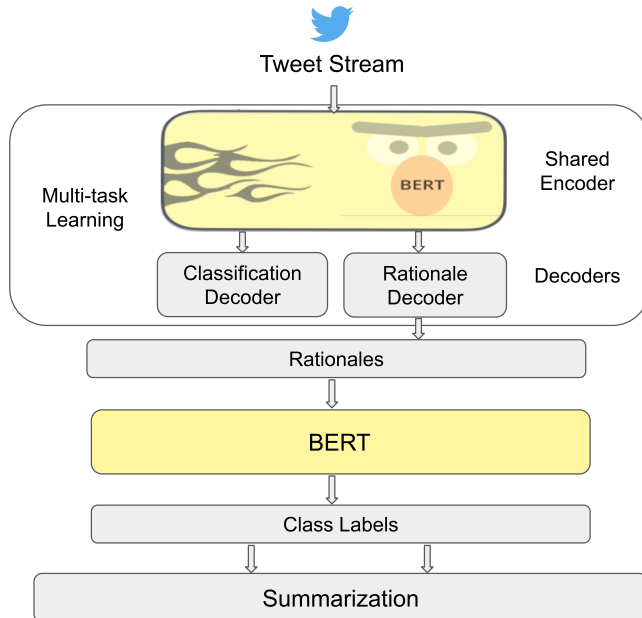 Tweet Stream
Multi-task
Learning
BERT
Shared
Encoder
Classification
Decoder
Rationale
Decoder
Decoders
Rationales
BERT
Class Labels
Summarization